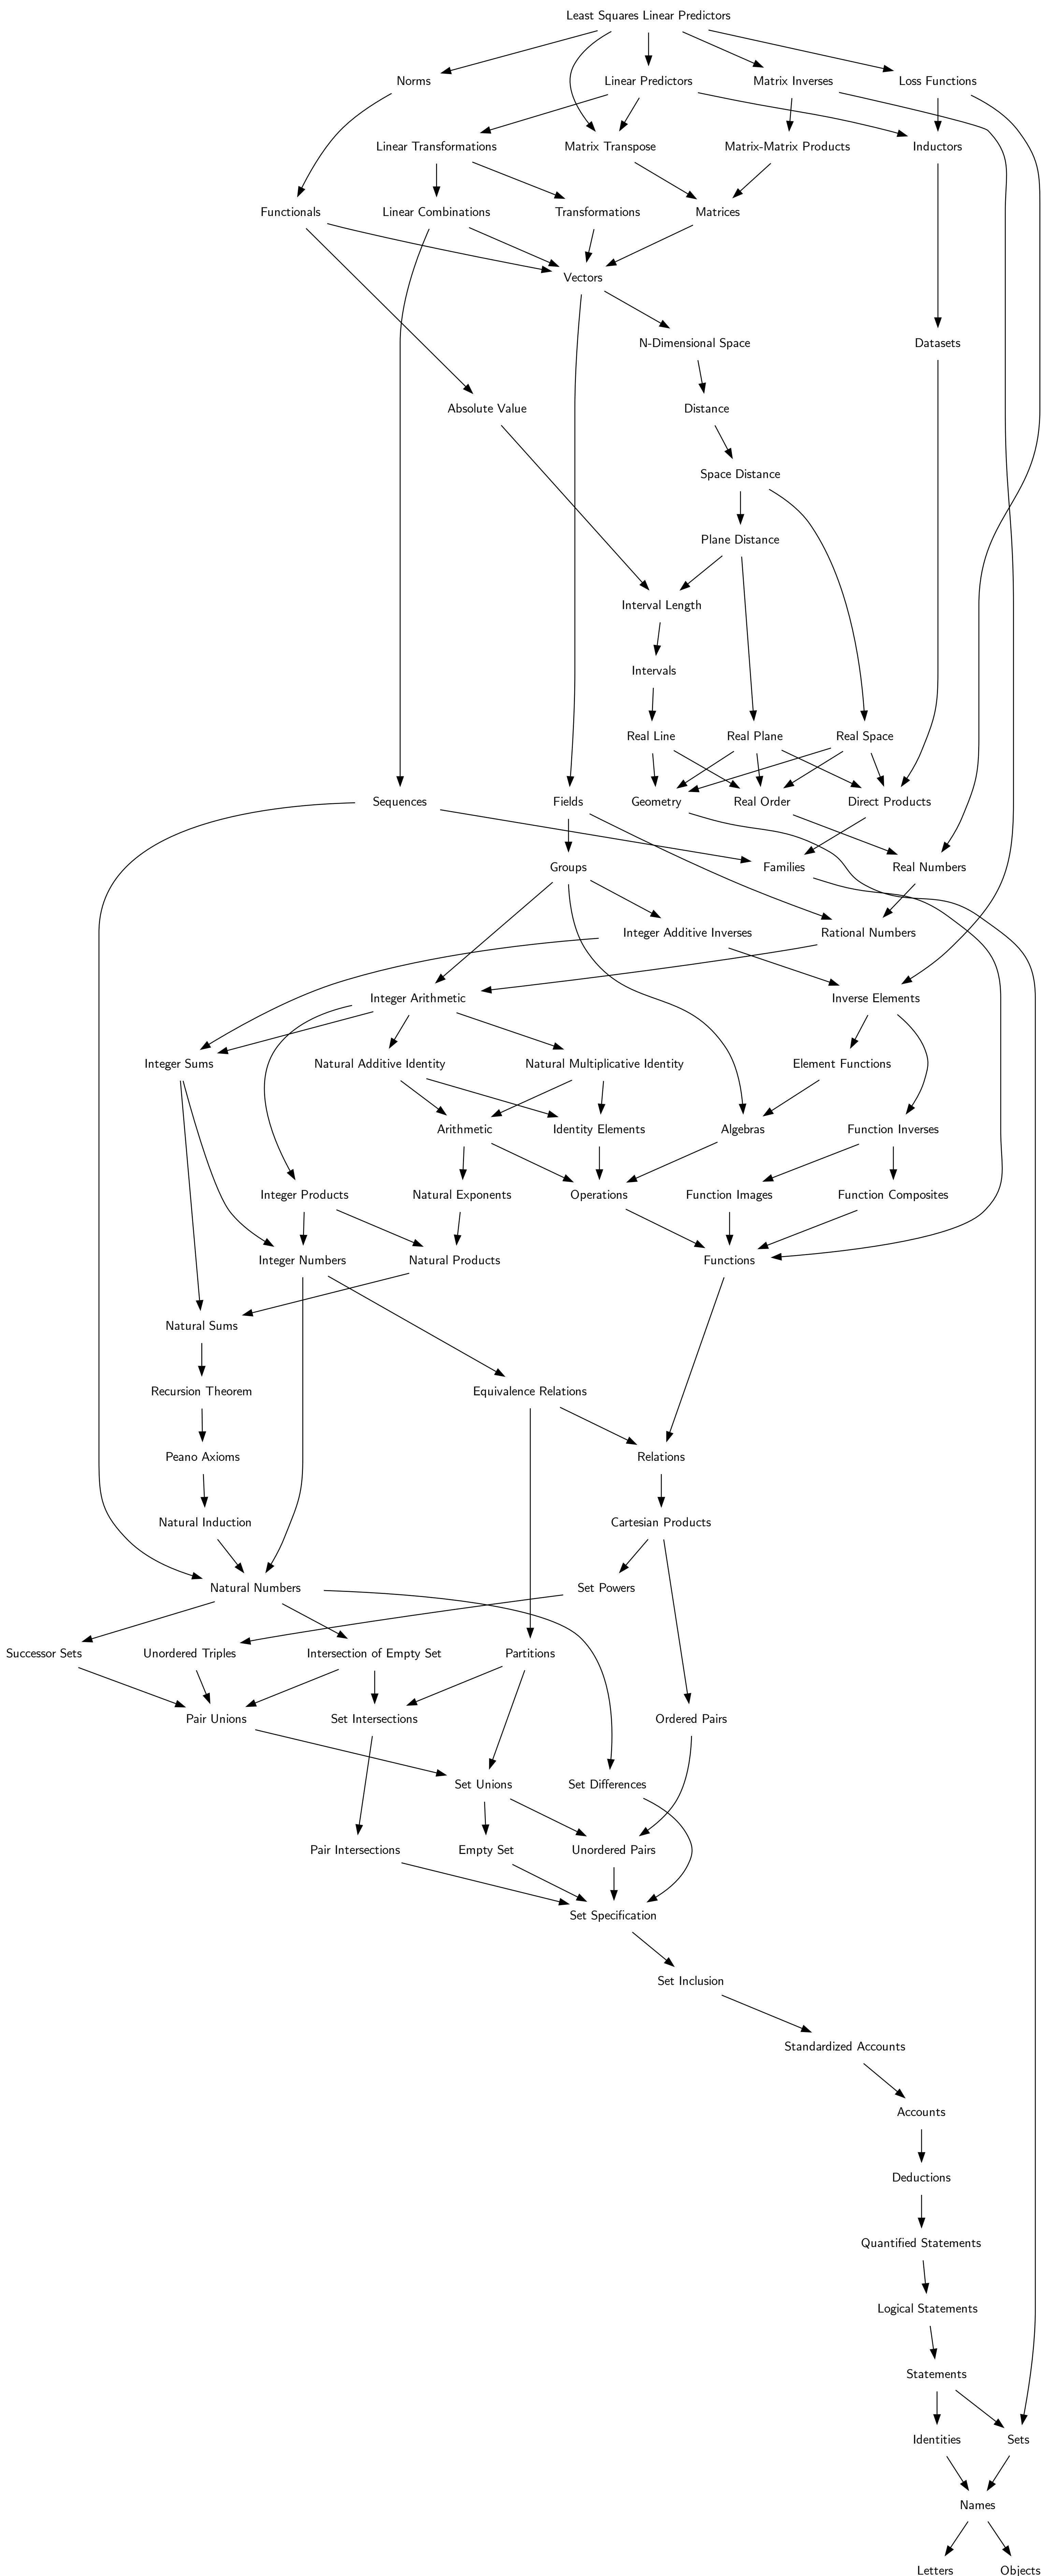 Least Squares Linear Predictors
Norms
Linear Predictors
Matrix Inverses
Loss Functions
Linear Transformations
Matrix Transpose
Matrix-Matrix Products
Inductors
Functionals
Linear Combinations
Transformations
Matrices
Vectors
N-Dimensional Space
Datasets
Absolute Value
Distance
Space Distance
Plane Distance
Interval Length
Intervals
Real Line
Real Plane
Real Space
Sequences
Fields
Geometry
Real Order
Direct Products
Groups
Families
Real Numbers
Integer Additive Inverses
Rational Numbers
Integer Arithmetic
Inverse Elements
Integer Sums
Natural Additive Identity
Natural Multiplicative Identity
Element Functions
Arithmetic
Identity Elements
Algebras
Function Inverses
Integer Products
Natural Exponents
Operations
Function Images
Function Composites
Integer Numbers
Natural Products
Functions
Natural Sums
Recursion Theorem
Equivalence Relations
Peano Axioms
Relations
Natural Induction
Cartesian Products
Natural Numbers
Set Powers
Successor Sets
Unordered Triples
Intersection of Empty Set
Partitions
Pair Unions
Set Intersections
Ordered Pairs
Set Unions
Set Differences
Pair Intersections
Empty Set
Unordered Pairs
Set Specification
Set Inclusion
Standardized Accounts
Accounts
Deductions
Quantified Statements
Logical Statements
Statements
Identities
Sets
Names
Letters
Objects